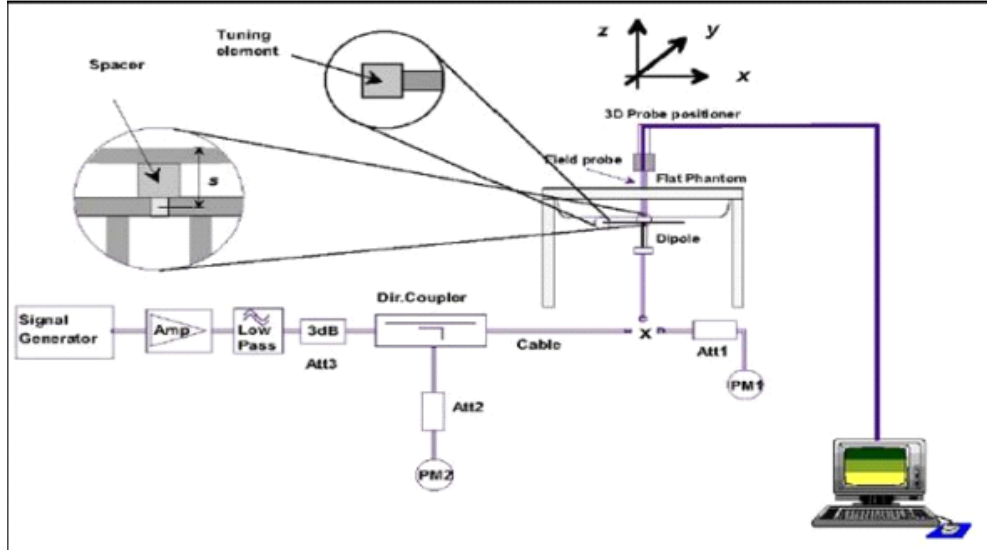 Tuning
element
Spacer
s
z
y
x
3D Probe positioner
Field probe
Flat Phantom
Dipole
Signal
Generator
Amp
Low
Pass
3dB
Att3
Dir.Coupler
Cable
x
Att1
PM1
Att2
PM2